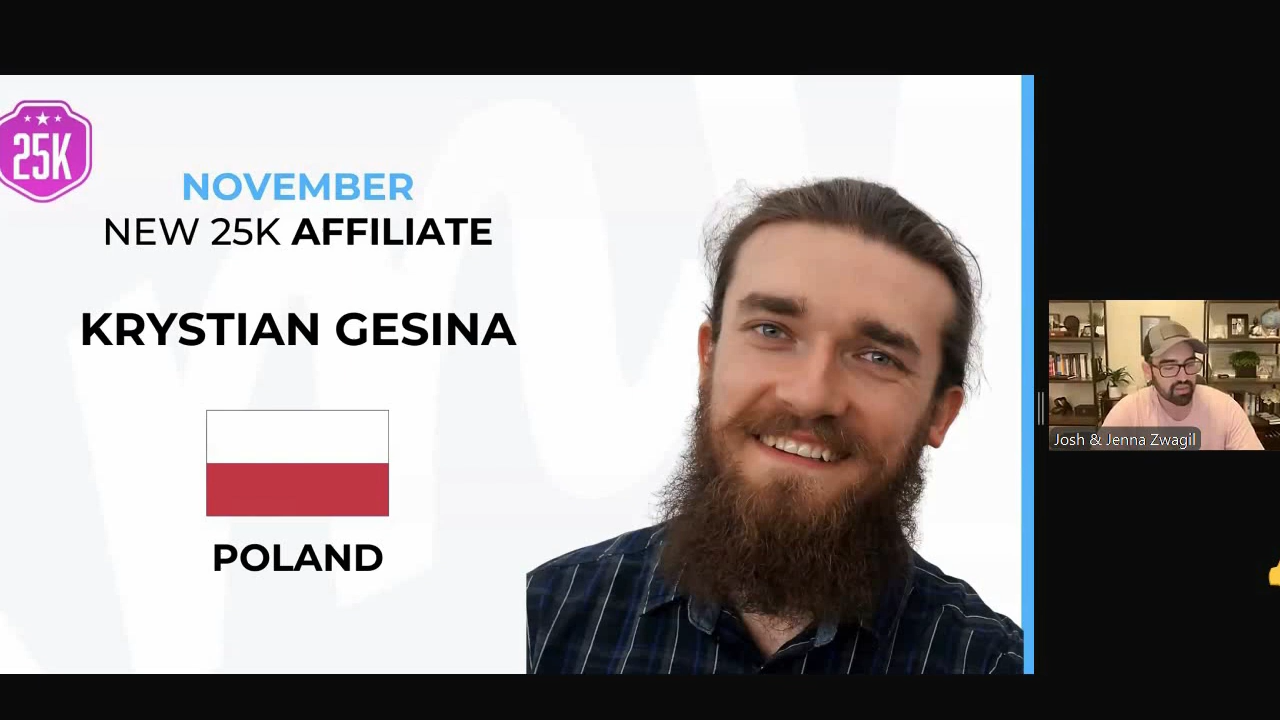 25K
NOVEMBER
NEW 25K AFFILIATE
KRYSTIAN GESINA
POLAND
Josh & Jenna Zwagil